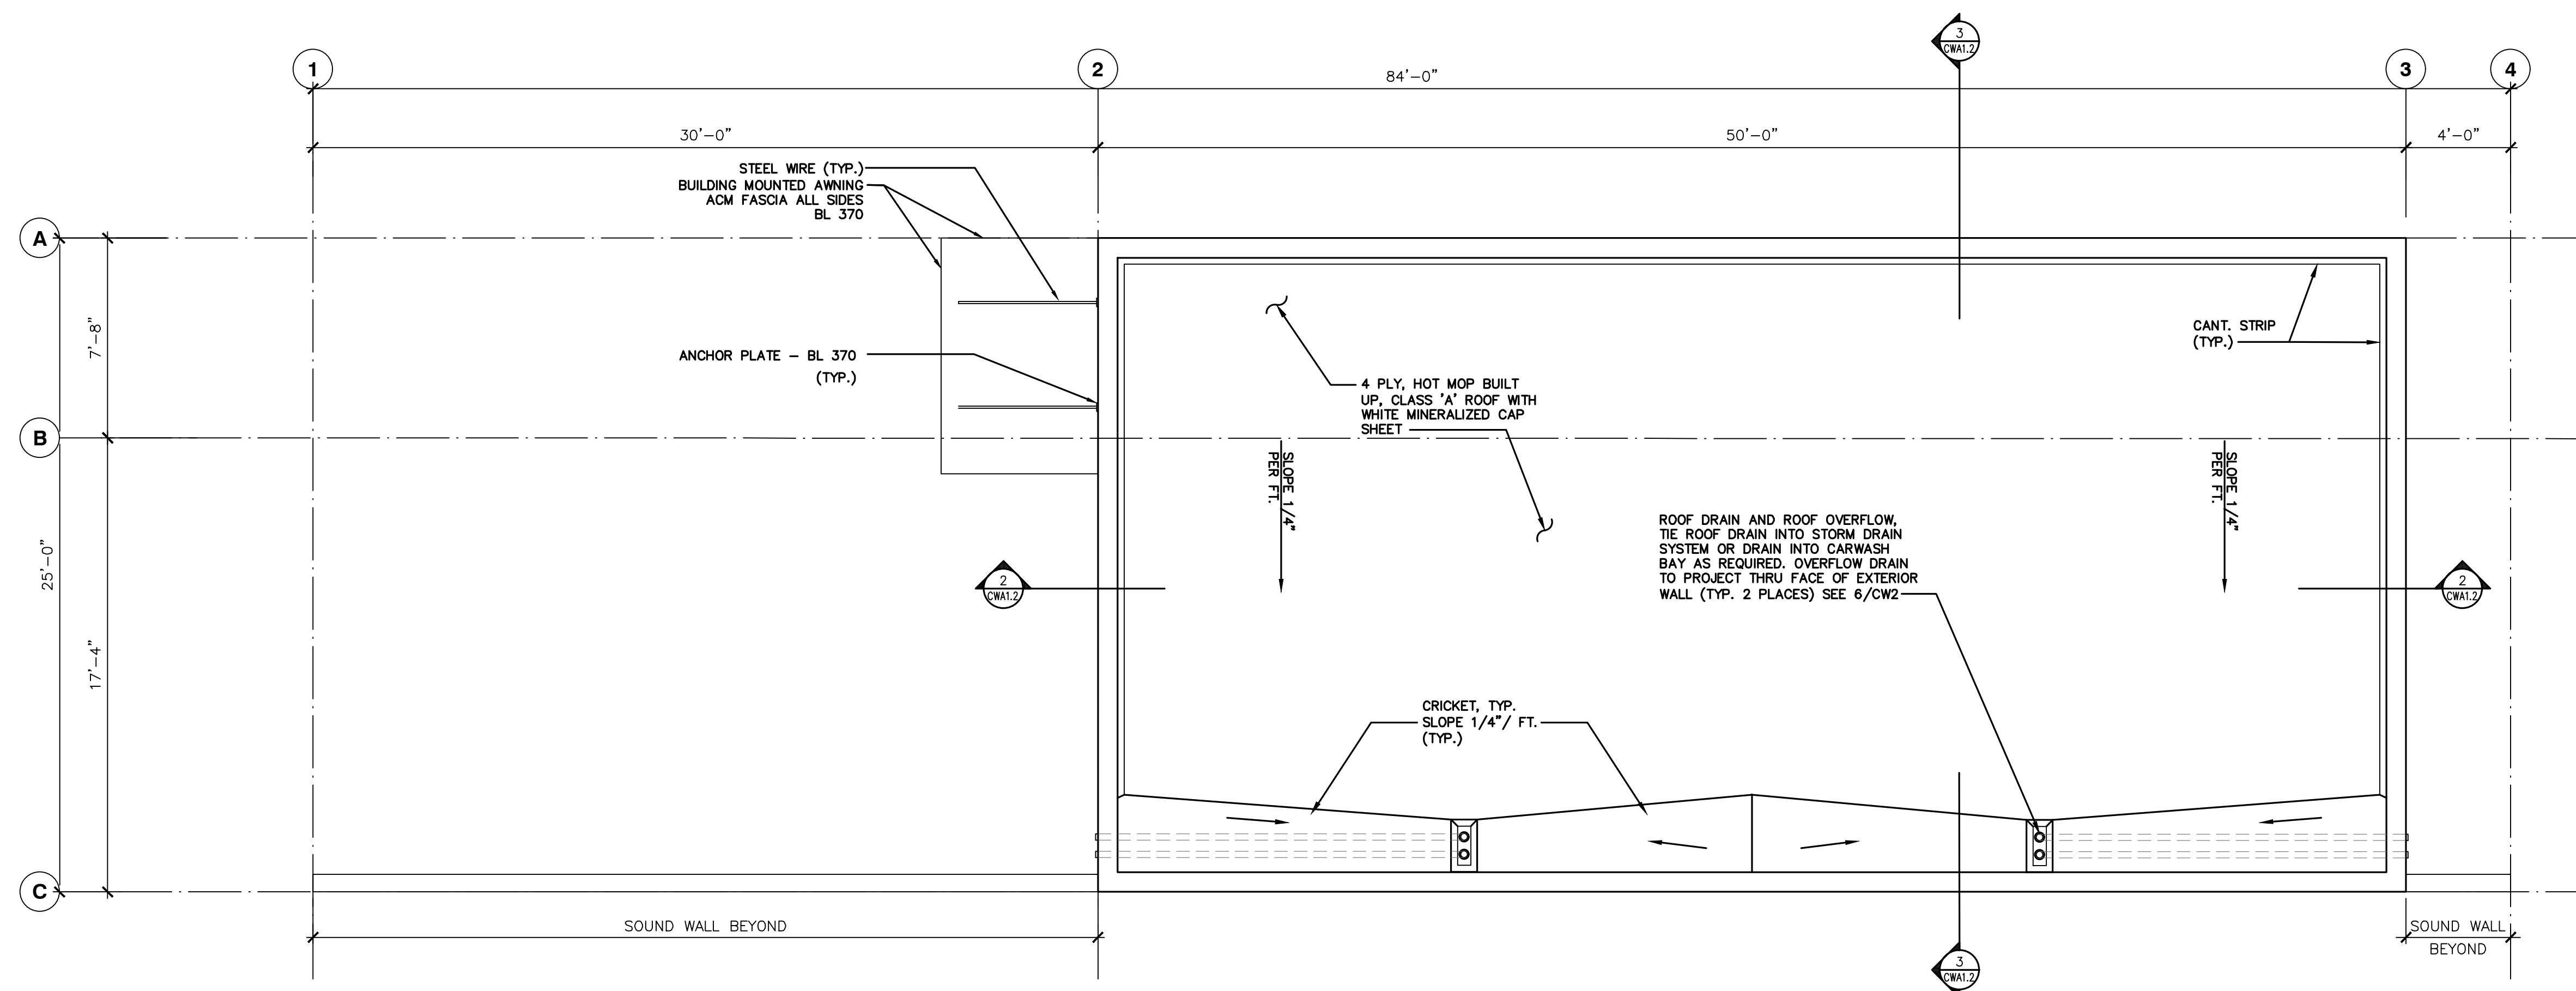 3
CWA1.2
1
2
84'-0"
3
4
30'-0"
50'-0"
4'-0"
STEEL WIRE (TYP.)
BUILDING MOUNTED AWNING
ACM FASCIA ALL SIDES
BL 370
A
7'-8"
CANT. STRIP
(TYP.)
ANCHOR PLATE - BL 370
(TYP.)
4 PLY, HOT MOP BUILT
UP, CLASS 'A' ROOF WITH
WHITE MINERALIZED CAP
SHEET
B
SLOPE 1/4"
PER FT.
SLOPE 1/4"
PER FT.
ROOF DRAIN AND ROOF OVERFLOW,
TIE ROOF DRAIN INTO STORM DRAIN
SYSTEM OR DRAIN INTO CARWASH
BAY AS REQUIRED. OVERFLOW DRAIN
TO PROJECT THRU FACE OF EXTERIOR
WALL (TYP. 2 PLACES) SEE 6/CW2
25'-0"
2
CWA1.2
2
CWA1.2
17'-4"
CRICKET, TYP.
SLOPE 1/4"/ FT.
(TYP.)
C
SOUND WALL BEYOND
SOUND WALL
BEYOND
3
CWA1.2